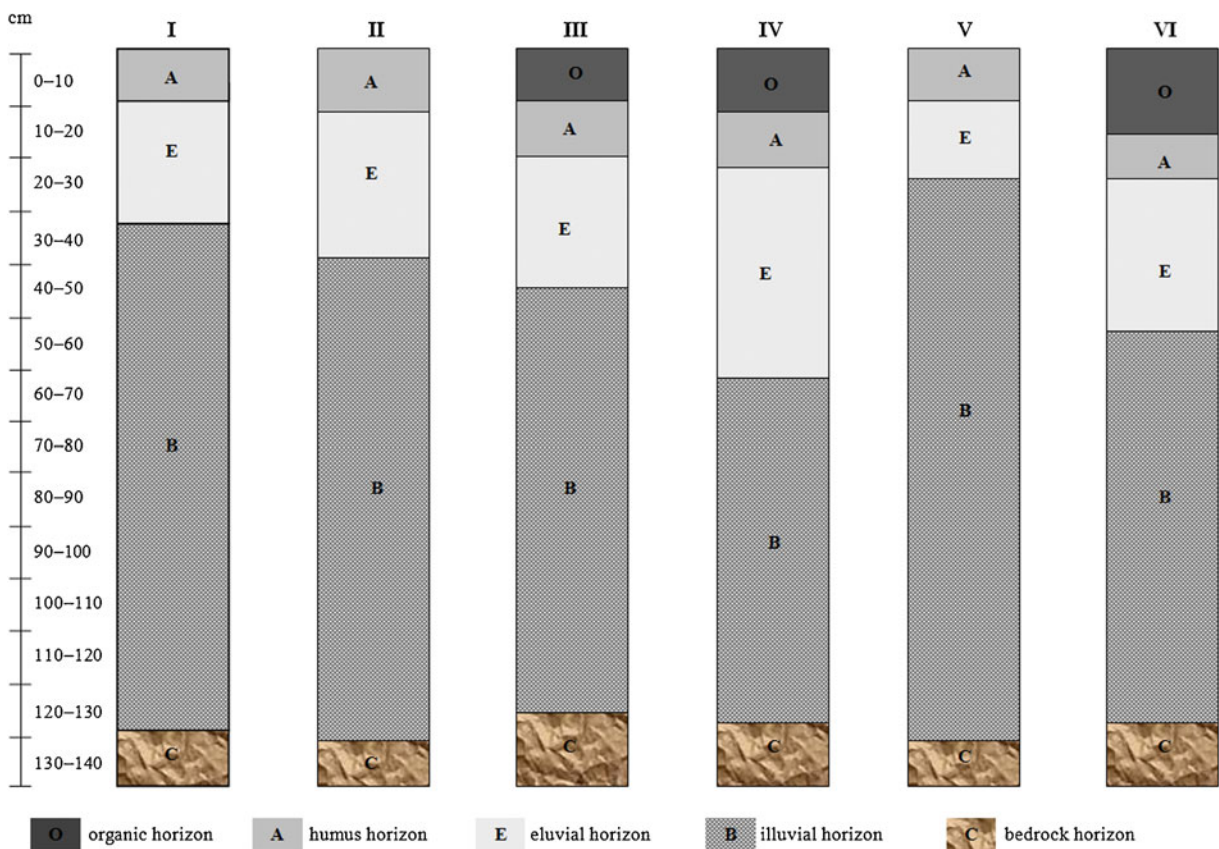 cm
I II III IV V VI
0–10
10–20
20–30
30–40
40–50
50–60
60–70
70–80
80–90
90–100
100–110
110–120
120–130
130–140
A E B C
A E B C
O A E B C
O A E B C
A E B C
O A E B C
O organic horizon A humus horizon E eluvial horizon B illuvial horizon C bedrock horizon